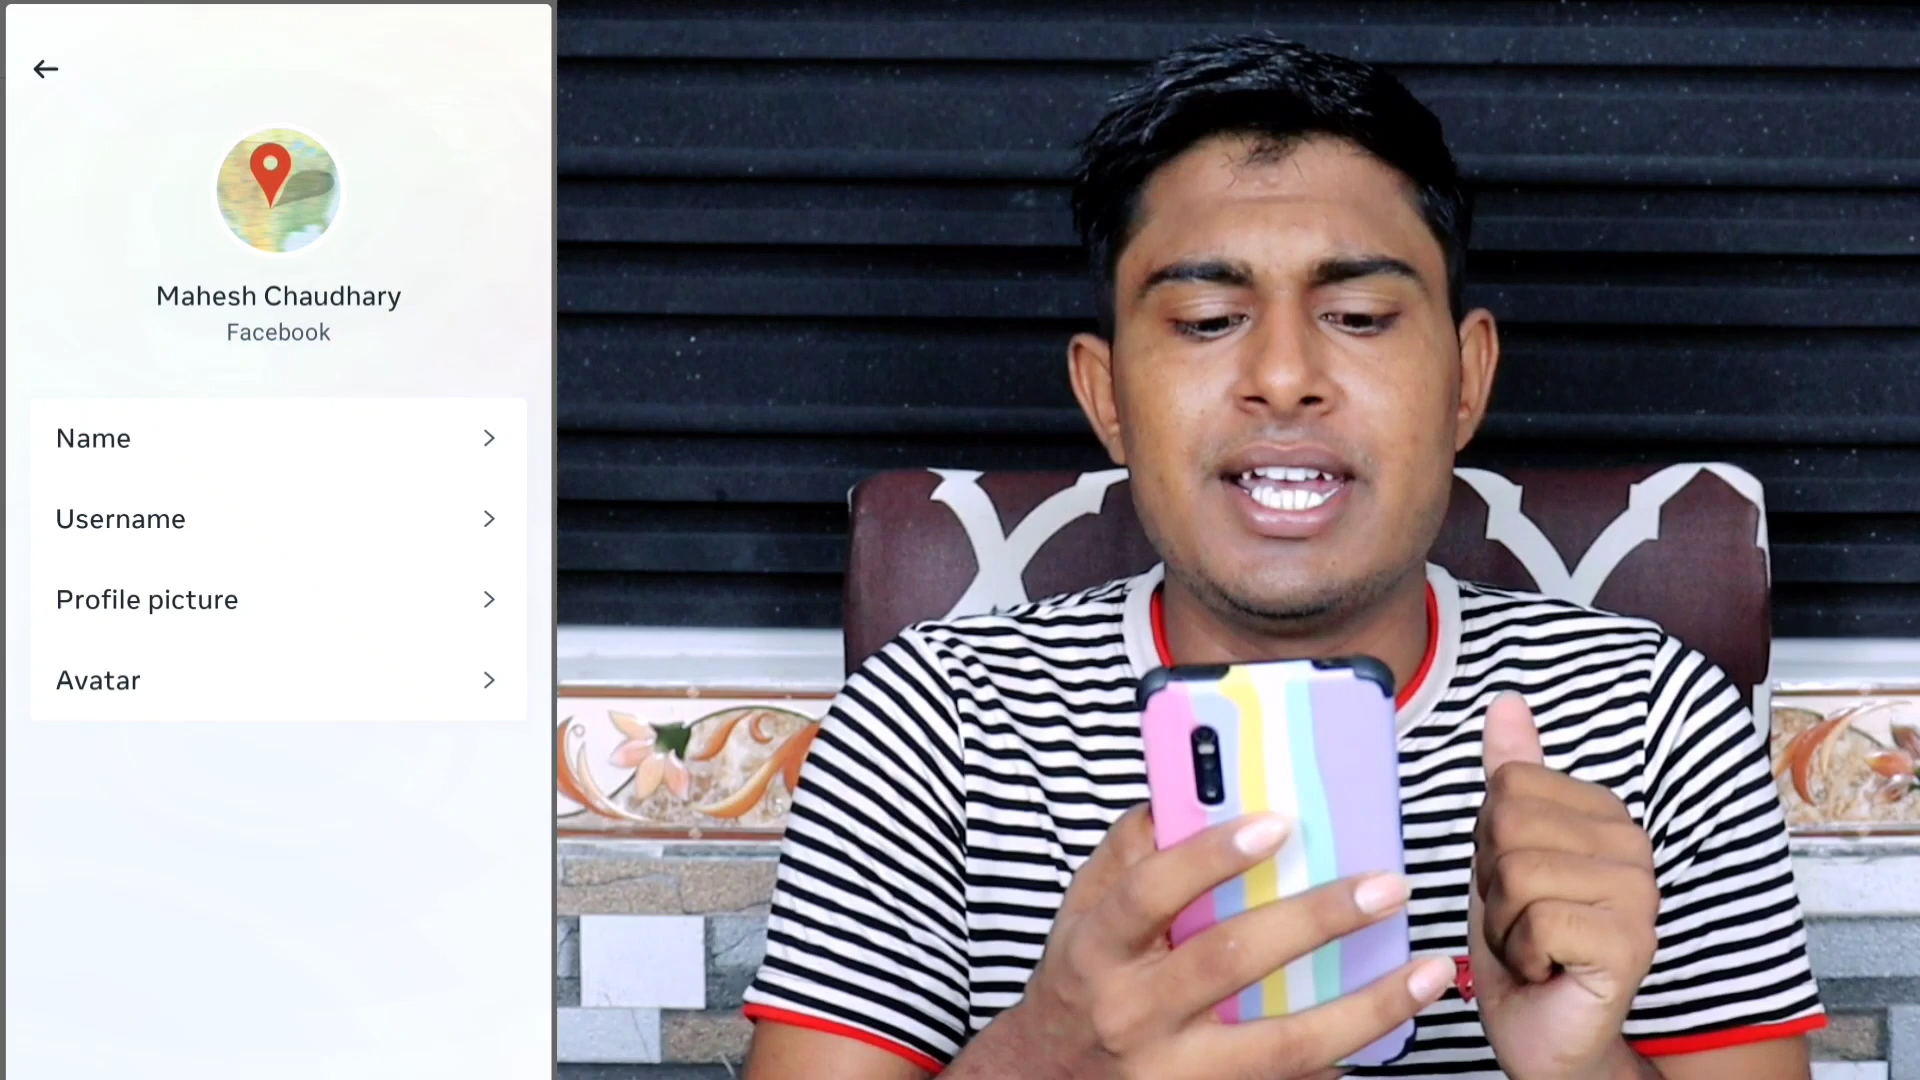 Mahesh Chaudhary
Facebook
Name
Username
Profile picture
Avatar